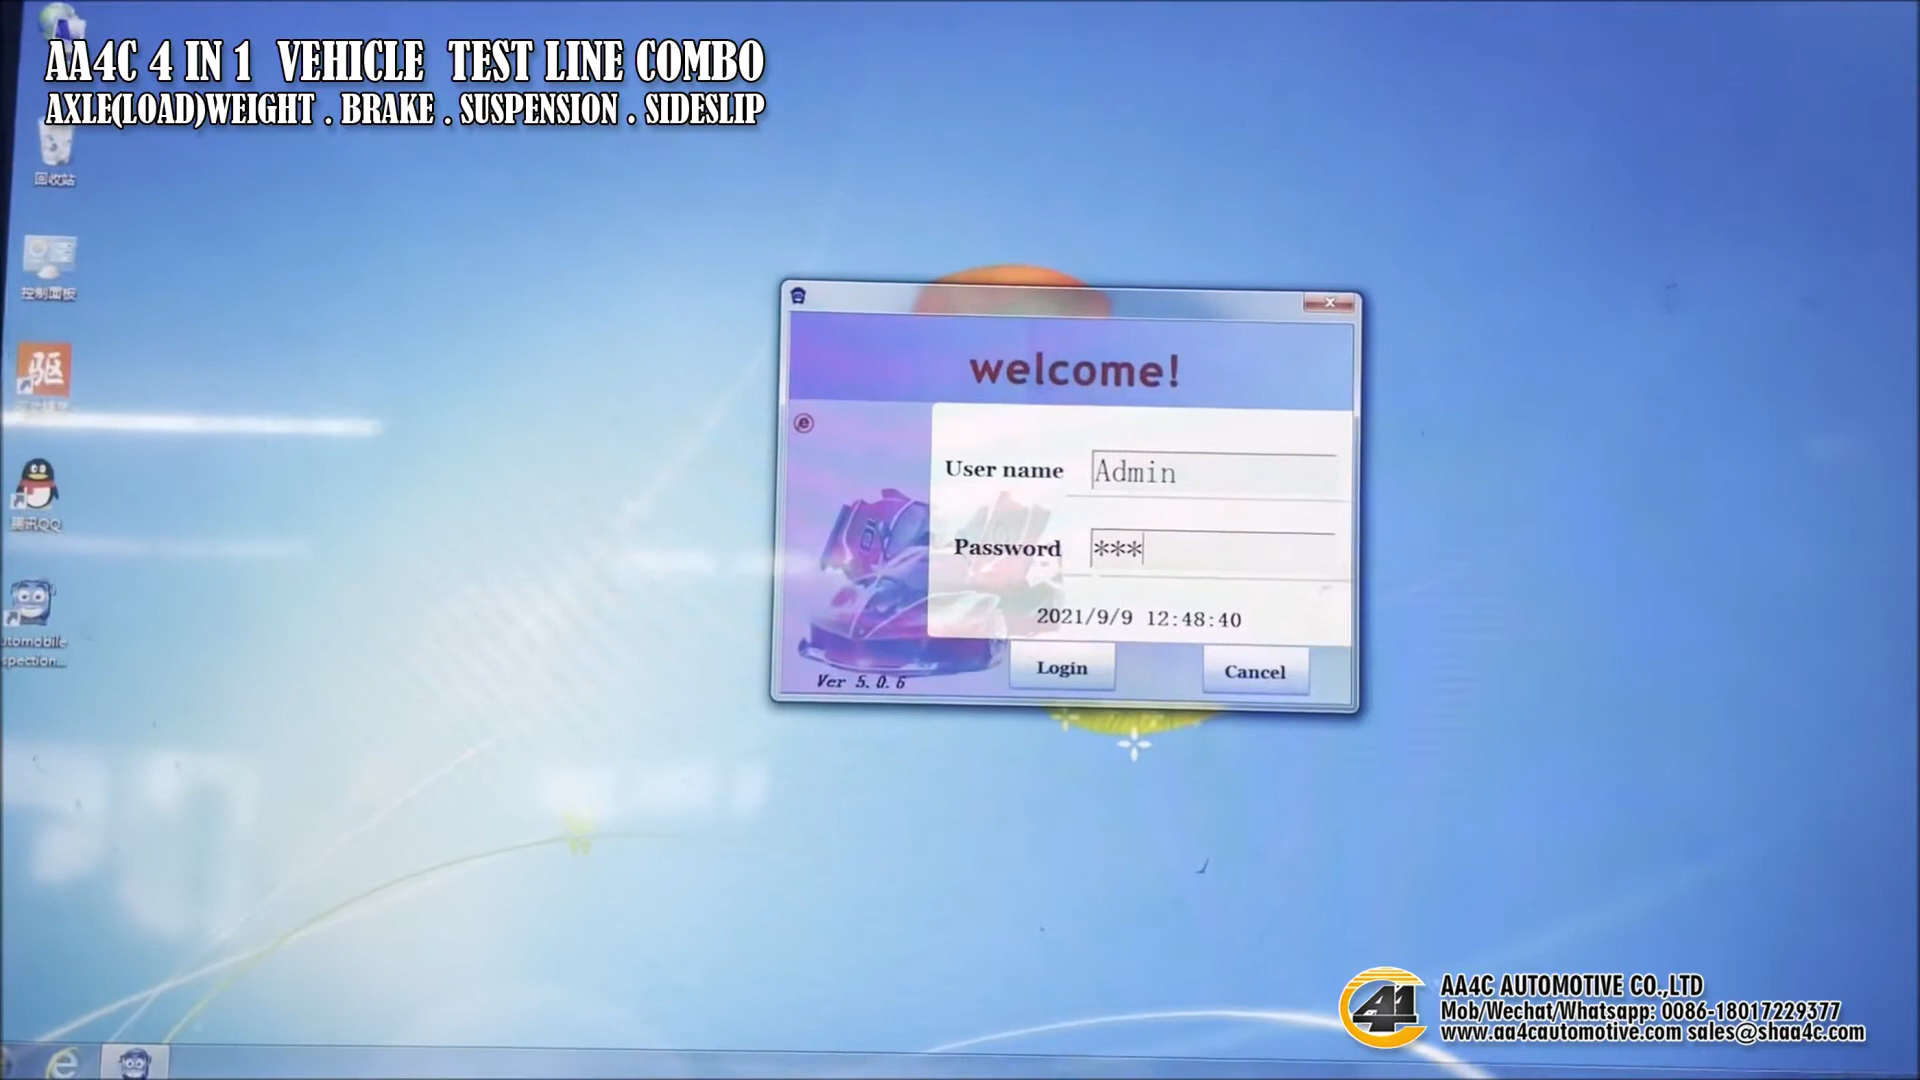 AA4C 4 IN 1 VEHICLE TEST LINE COMBO
AXLE(LOAD)WEIGHT . BRAKE . SUSPENSION . SIDESLIP
回收站
控制面板
驱
腾讯QQ
utomobile
spection...
welcome!
e
User name
Admin
Password
***
2021/9/9 12:48:40
Ver 5.0.6
Login
Cancel
AA4C AUTOMOTIVE CO.,LTD
Mob/Wechat/Whatsapp: 0086-18017229377
www.aa4cautomotive.com sales@shaa4c.com